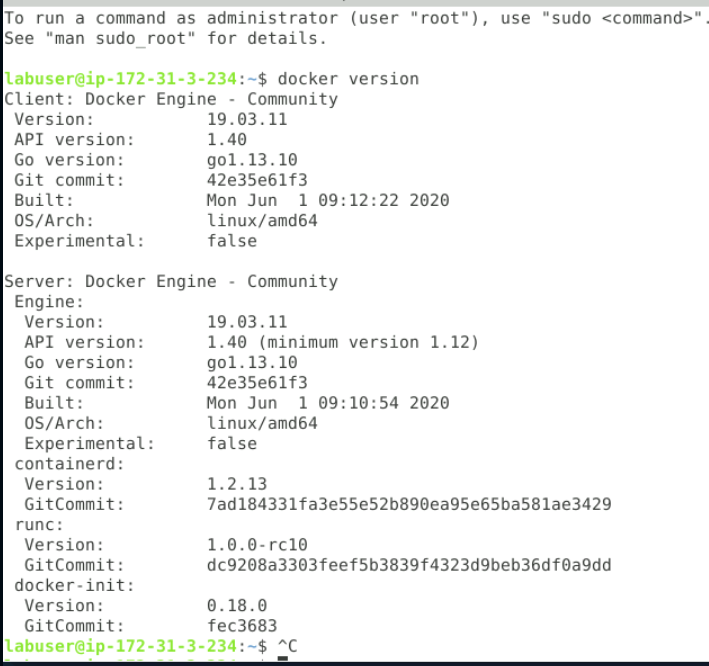 To run a command as administrator (user "root"), use "sudo <command>".
See "man sudo_root" for details.
labuser@ip-172-31-3-234:~$ docker version
Client: Docker Engine - Community
Version: 19.03.11
API version: 1.40
Go version: go1.13.10
Git commit: 42e35e61f3
Built: Mon Jun  1 09:12:22 2020
OS/Arch: linux/amd64
Experimental: false
Server: Docker Engine - Community
Engine:
Version: 19.03.11
API version: 1.40 (minimum version 1.12)
Go version: go1.13.10
Git commit: 42e35e61f3
Built: Mon Jun  1 09:10:54 2020
OS/Arch: linux/amd64
Experimental: false
containerd:
Version: 1.2.13
GitCommit: 7ad184331fa3e55e52b890ea95e65ba581ae3429
runc:
Version: 1.0.0-rc10
GitCommit: dc9208a3303feef5b3839f4323d9beb36df0a9dd
docker-init:
Version: 0.18.0
GitCommit: fec3683
labuser@ip-172-31-3-234:~$ ^C